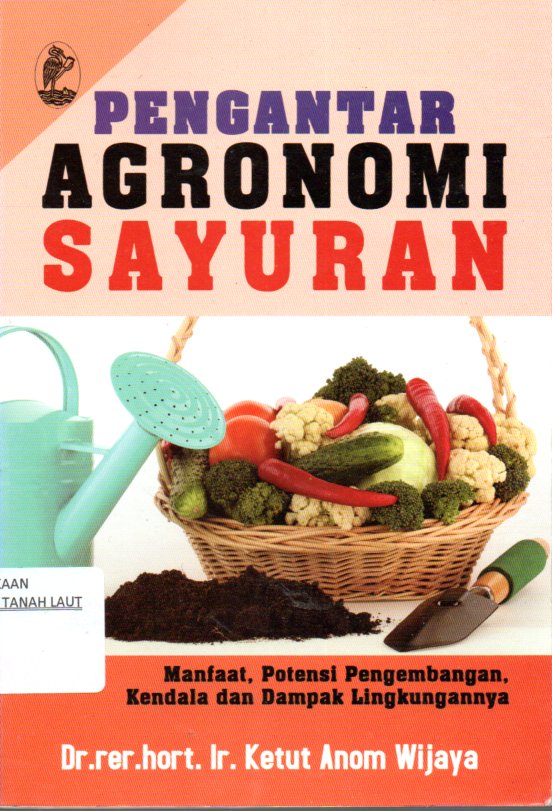 PENGANTAR
AGRONOMI
SAYURAN
KAAN
TANAH LAUT
Manfaat, Potensi Pengembangan,
Kendala dan Dampak Lingkungannya
Dr.rer.hort. Ir. Ketut Anom Wijaya